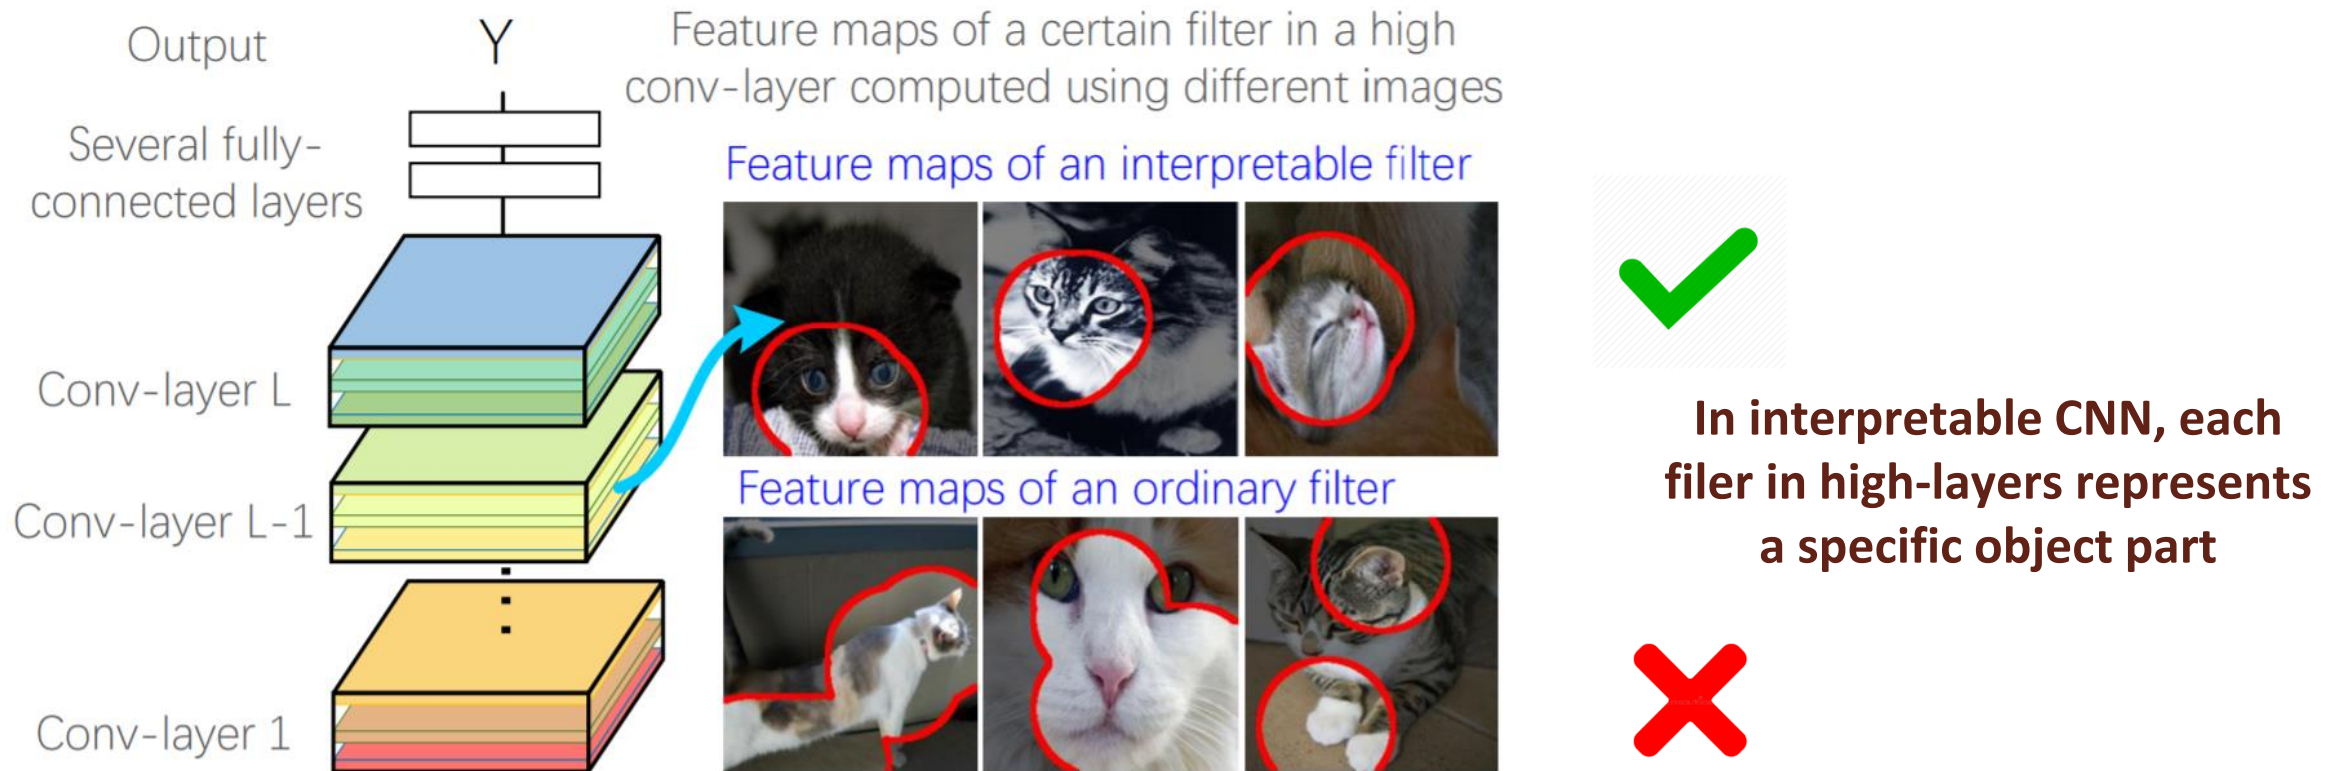 Output
Y
Several fully-
connected layers
Conv-layer L
Conv-layer L-1
Conv-layer 1
Feature maps of a certain filter in a high
conv-layer computed using different images
Feature maps of an interpretable filter
Feature maps of an ordinary filter
In interpretable CNN, each
filer in high-layers represents
a specific object part